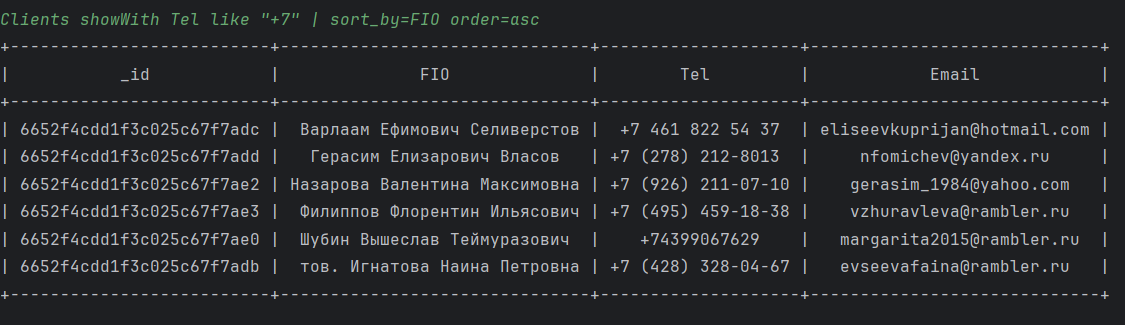 Clients showWith Tel like "+7" | sort_by=FIO order=asc
+--------------------------+-------------------------------+--------------------+-----------------------------+
| _id | FIO | Tel | Email |
+--------------------------+-------------------------------+--------------------+-----------------------------+
| 6652f4cdd1f3c025c67f7adc | Варлаам Ефимович Селиверстов | +7 461 822 54 37 | eliseevkuprijan@hotmail.com |
| 6652f4cdd1f3c025c67f7add | Герасим Елизарович Власов | +7 (278) 212-8013 | nfomichev@yandex.ru |
| 6652f4cdd1f3c025c67f7ae2 | Назарова Валентина Максимовна | +7 (926) 211-07-10 | gerasim_1984@yahoo.com |
| 6652f4cdd1f3c025c67f7ae3 | Филиппов Флорентин Ильясович | +7 (495) 459-18-38 | vzhuravleva@rambler.ru |
| 6652f4cdd1f3c025c67f7ae0 | Шубин Вышеслав Теймуразович | +74399067629 | margarita2015@rambler.ru |
| 6652f4cdd1f3c025c67f7adb | тов. Игнатова Наина Петровна | +7 (428) 328-04-67 | evseevafaina@rambler.ru |
+--------------------------+-------------------------------+--------------------+-----------------------------+